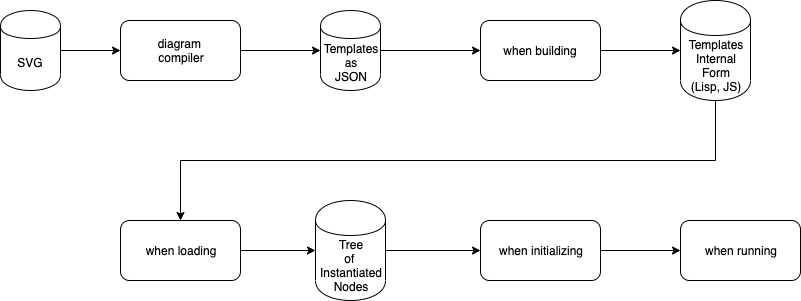 SVG
diagram
compiler
Templates
as
JSON
when building
Templates
Internal
Form
(Lisp, JS)
when loading
Tree
of
Instantiated
Nodes
when initializing
when running